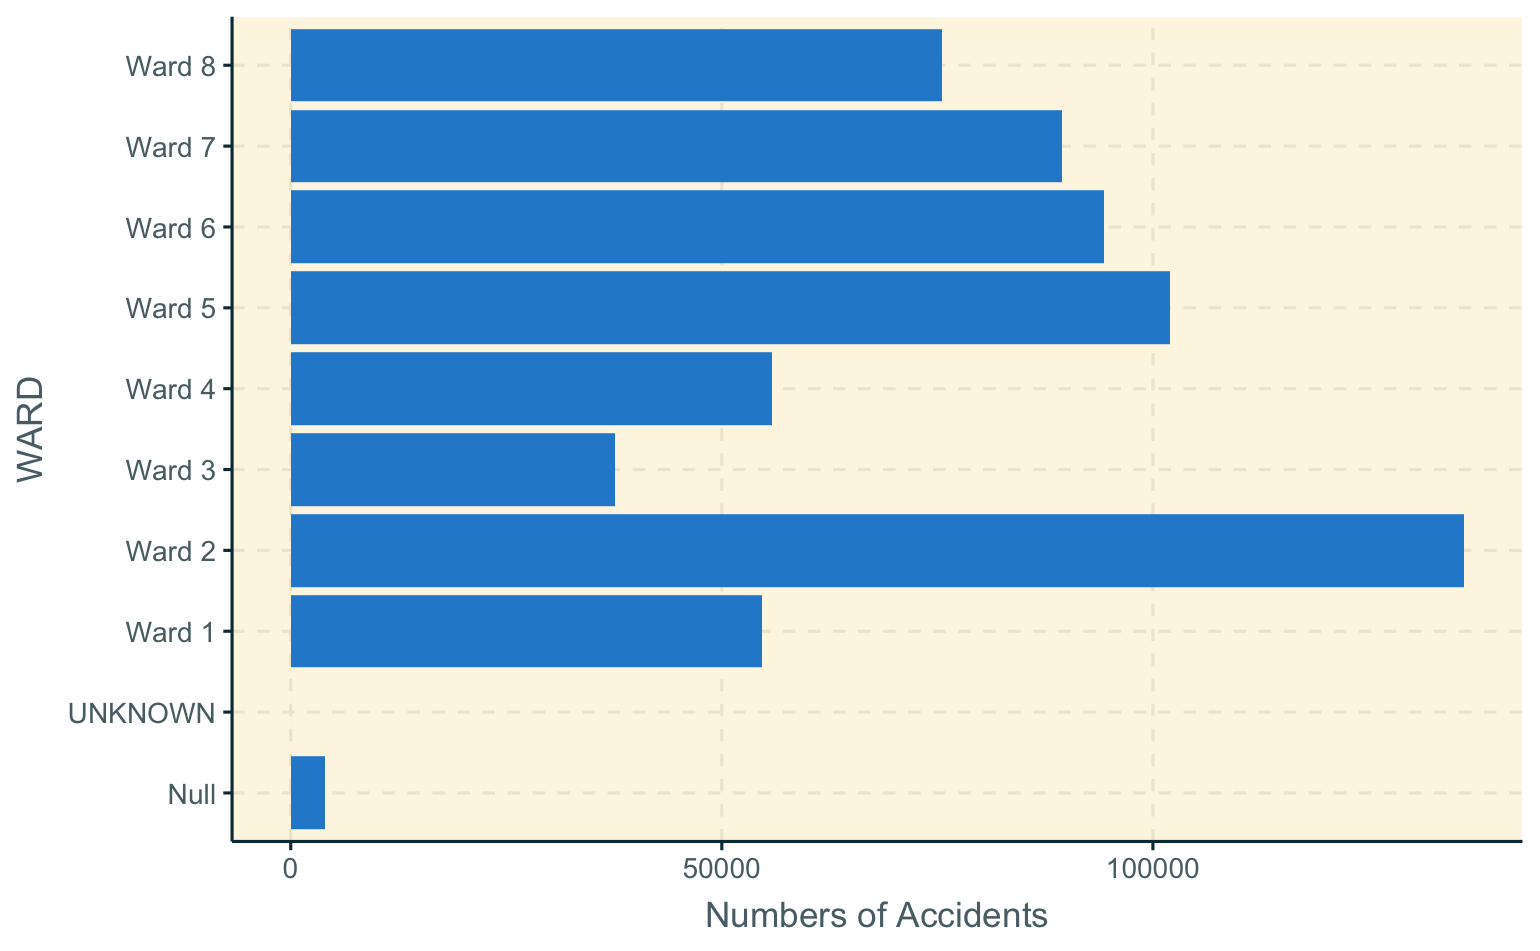 Ward 8
Ward 7
Ward 6
Ward 5
Ward 4
Ward 3
Ward 2
Ward 1
UNKNOWN
Null
WARD
0 50000 100000
Numbers of Accidents